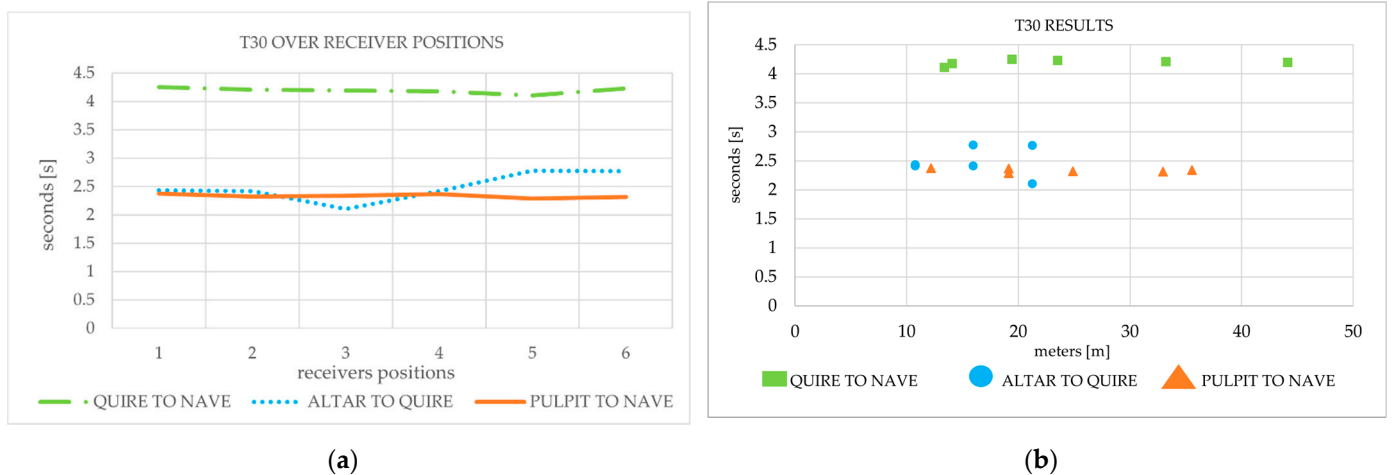 T30 OVER RECEIVER POSITIONS
4.5
4
3.5
3
2.5
2
1.5
1
0.5
0
seconds [s]
1 2 3 4 5 6
receivers positions
QUIRE TO NAVE ALTAR TO QUIRE PULPIT TO NAVE
(a)
T30 RESULTS
4.5
4
3.5
3
2.5
2
1.5
1
0.5
0
seconds [s]
0 10 20 30 40 50
meters [m]
QUIRE TO NAVE ALTAR TO QUIRE PULPIT TO NAVE
(b)